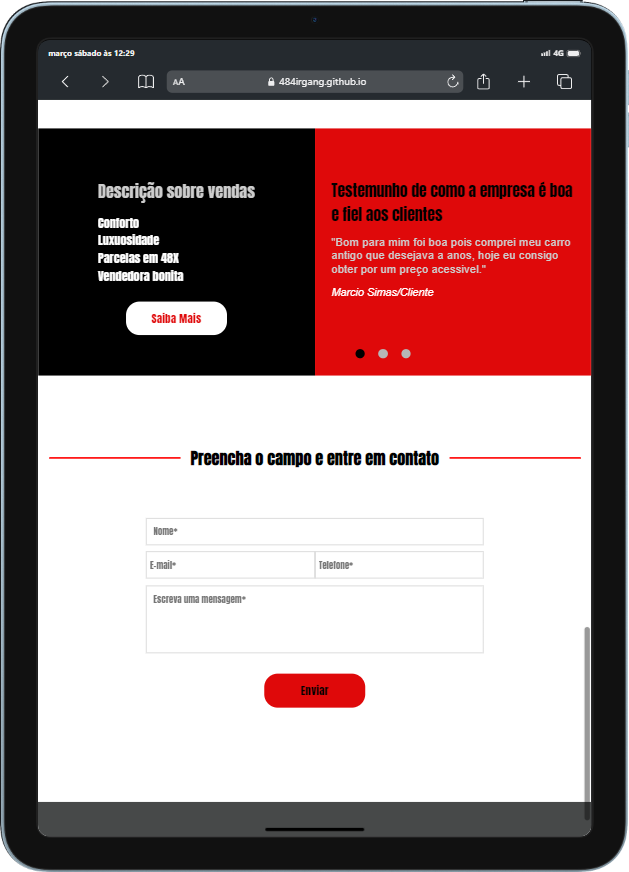 março sábado às 12:29
4G
AA
484irgang.github.io
Descrição sobre vendas
Conforto
Luxuosidade
Parcelas em 48X
Vendedora bonita
Saiba Mais
Testemunho de como a empresa é boa
e fiel aos clientes
"Bom para mim foi boa pois comprei meu carro
antigo que desejava a anos, hoje eu consigo
obter por um preço acessivel."
Marcio Simas/Cliente
Preencha o campo e entre em contato
Nome*
E-mail*
Telefone*
Escreva uma mensagem*
Enviar